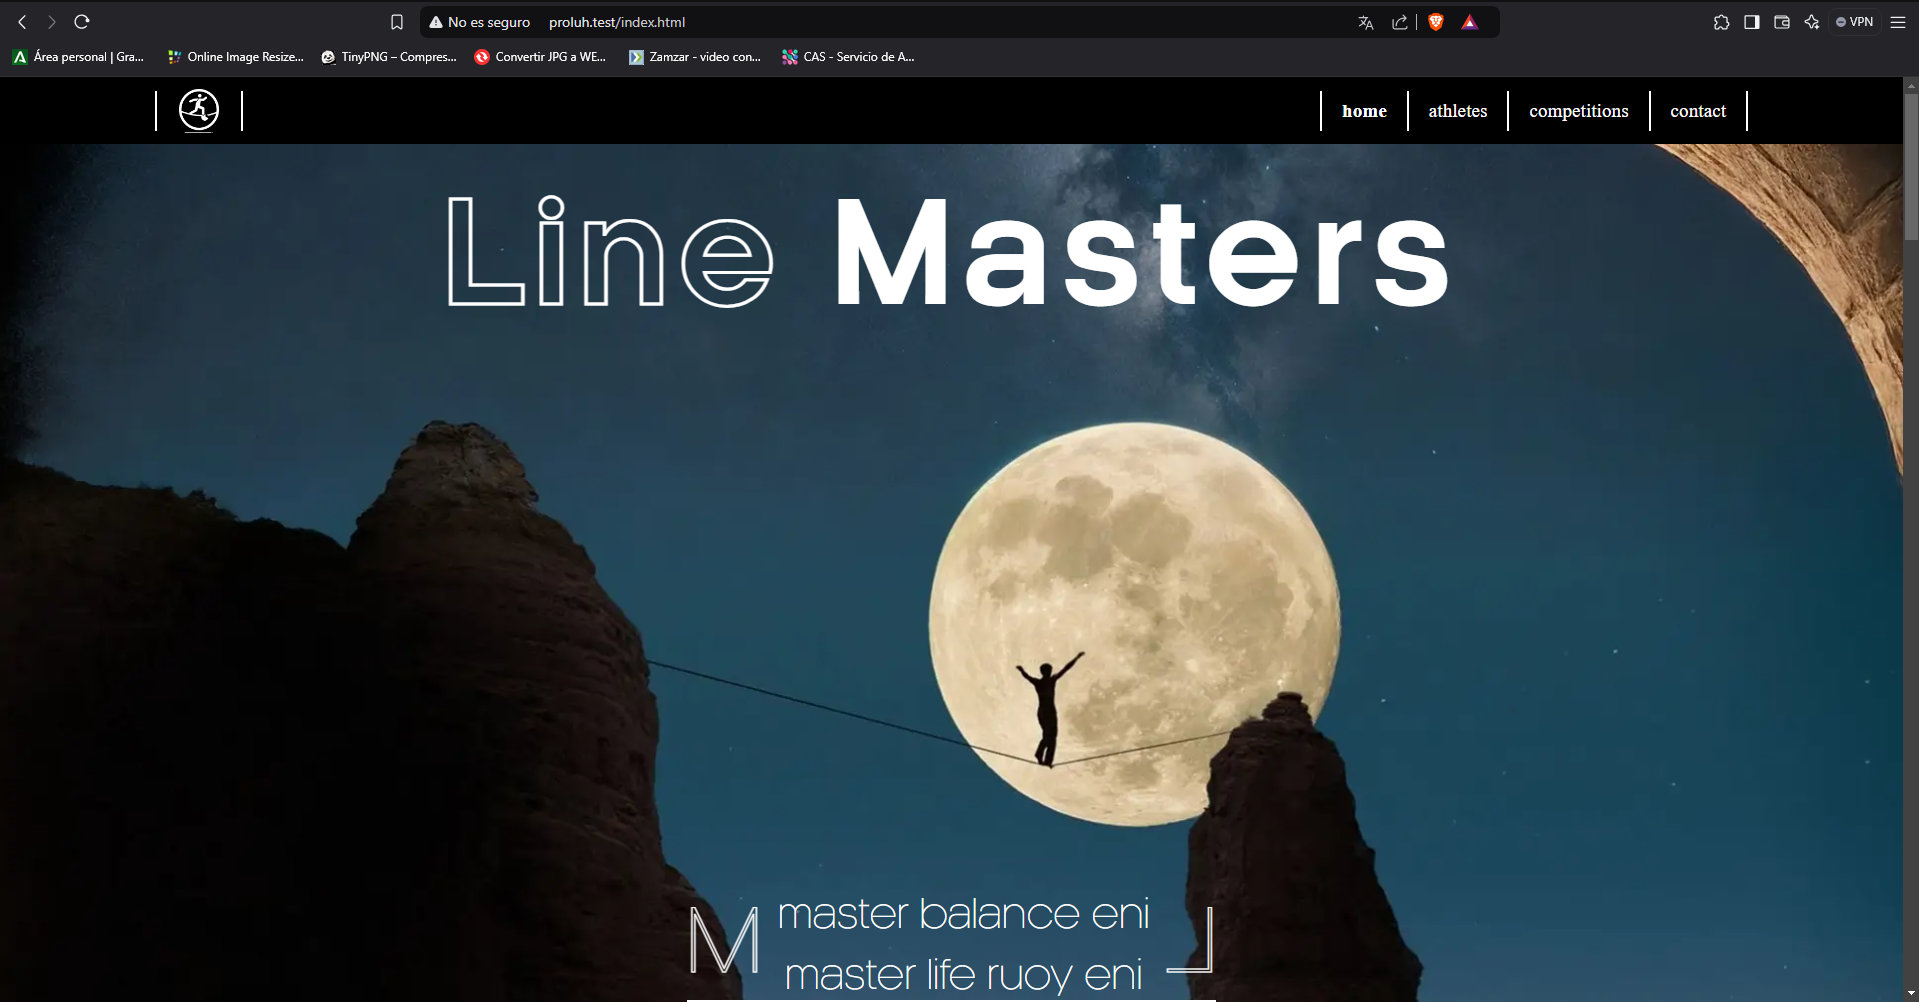 No es seguro proluh.test/index.html
VPN
Área personal | Gra...
Online Image Resize...
TinyPNG – Compres...
Convertir JPG a WE...
Zamzar - video con...
CAS - Servicio de A...
home
athletes
competitions
contact
Line Masters
M
master balance eni
master life ruoy eni
L